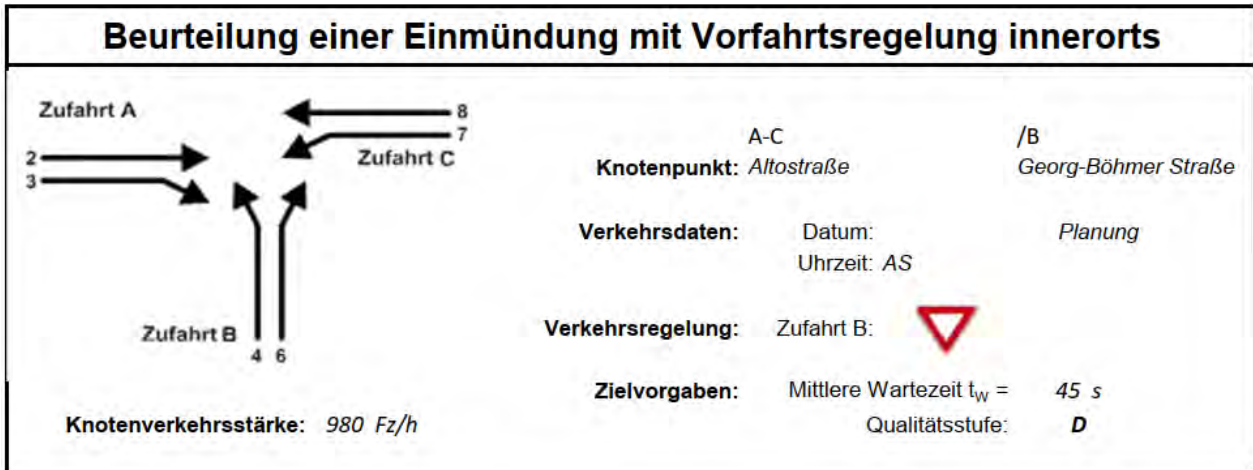 Beurteilung einer Einmündung mit Vorfahrtsregelung innerorts
Zufahrt A
8
7
Zufahrt C
2
3
Zufahrt B
4 6
Knotenverkehrsstärke: 980 Fz/h
A-C /B
Knotenpunkt: Altostraße Georg-Böhmer Straße
Verkehrsdaten: Datum: Planung
Uhrzeit: AS
Verkehrsregelung: Zufahrt B:
Zielvorgaben: Mittlere Wartezeit tW = 45 s
Qualitätsstufe: D